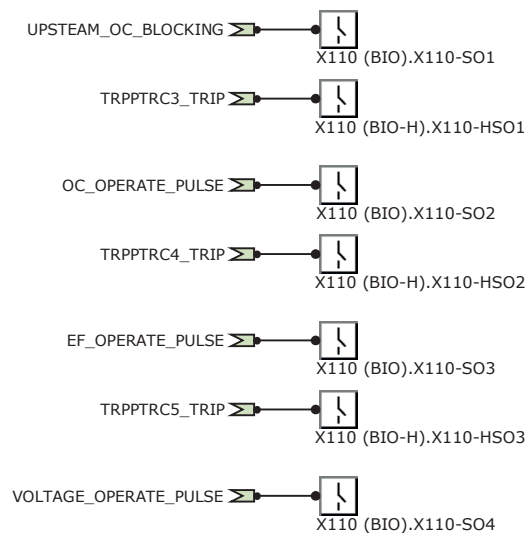 UPSTEAM_OC_BLOCKING
X110 (BIO).X110-SO1
TRPPTRC3_TRIP
X110 (BIO-H).X110-HSO1
OC_OPERATE_PULSE
X110 (BIO).X110-SO2
TRPPTRC4_TRIP
X110 (BIO-H).X110-HSO2
EF_OPERATE_PULSE
X110 (BIO).X110-SO3
TRPPTRC5_TRIP
X110 (BIO-H).X110-HSO3
VOLTAGE_OPERATE_PULSE
X110 (BIO).X110-SO4